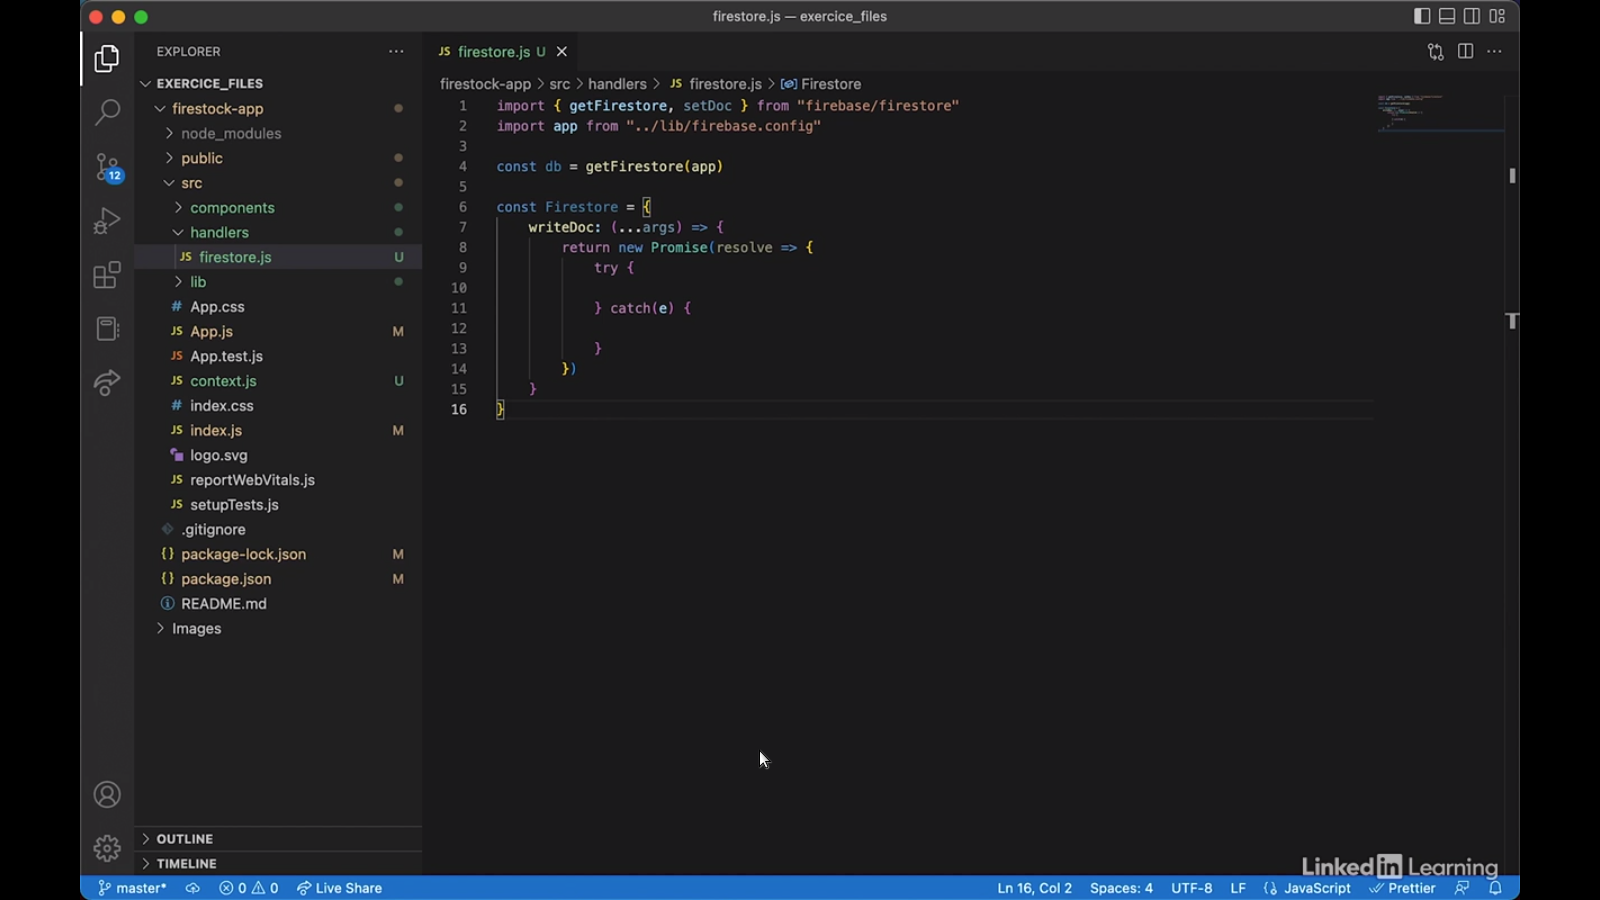 firestore.js — exercice_files
EXPLORER
EXERCICE_FILES
firestock-app
node_modules
public
src
components
handlers
JS firestore.js U
lib
# App.css
JS App.js M
JS App.test.js
JS context.js U
# index.css
JS index.js M
logo.svg
JS reportWebVitals.js
JS setupTests.js
.gitignore
{} package-lock.json M
{} package.json M
README.md
Images
OUTLINE
TIMELINE
12
JS firestore.js U
firestock-app > src > handlers > JS firestore.js > Firestore
1 import { getFirestore, setDoc } from "firebase/firestore"
2 import app from "../lib/firebase.config"
3
4 const db = getFirestore(app)
5
6 const Firestore = {
7 writeDoc: (...args) => {
8 return new Promise(resolve => {
9 try {
10
11 } catch(e) {
12
13 }
14 })
15 }
16 }
LinkedIn Learning
master* 0 0 Live Share Ln 16, Col 2 Spaces: 4 UTF-8 LF {} JavaScript Prettier